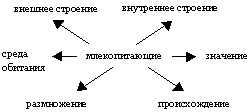 внешнее строение
внутреннее строение
среда
обитания
млекопитающие
значение
размножение
происхождение